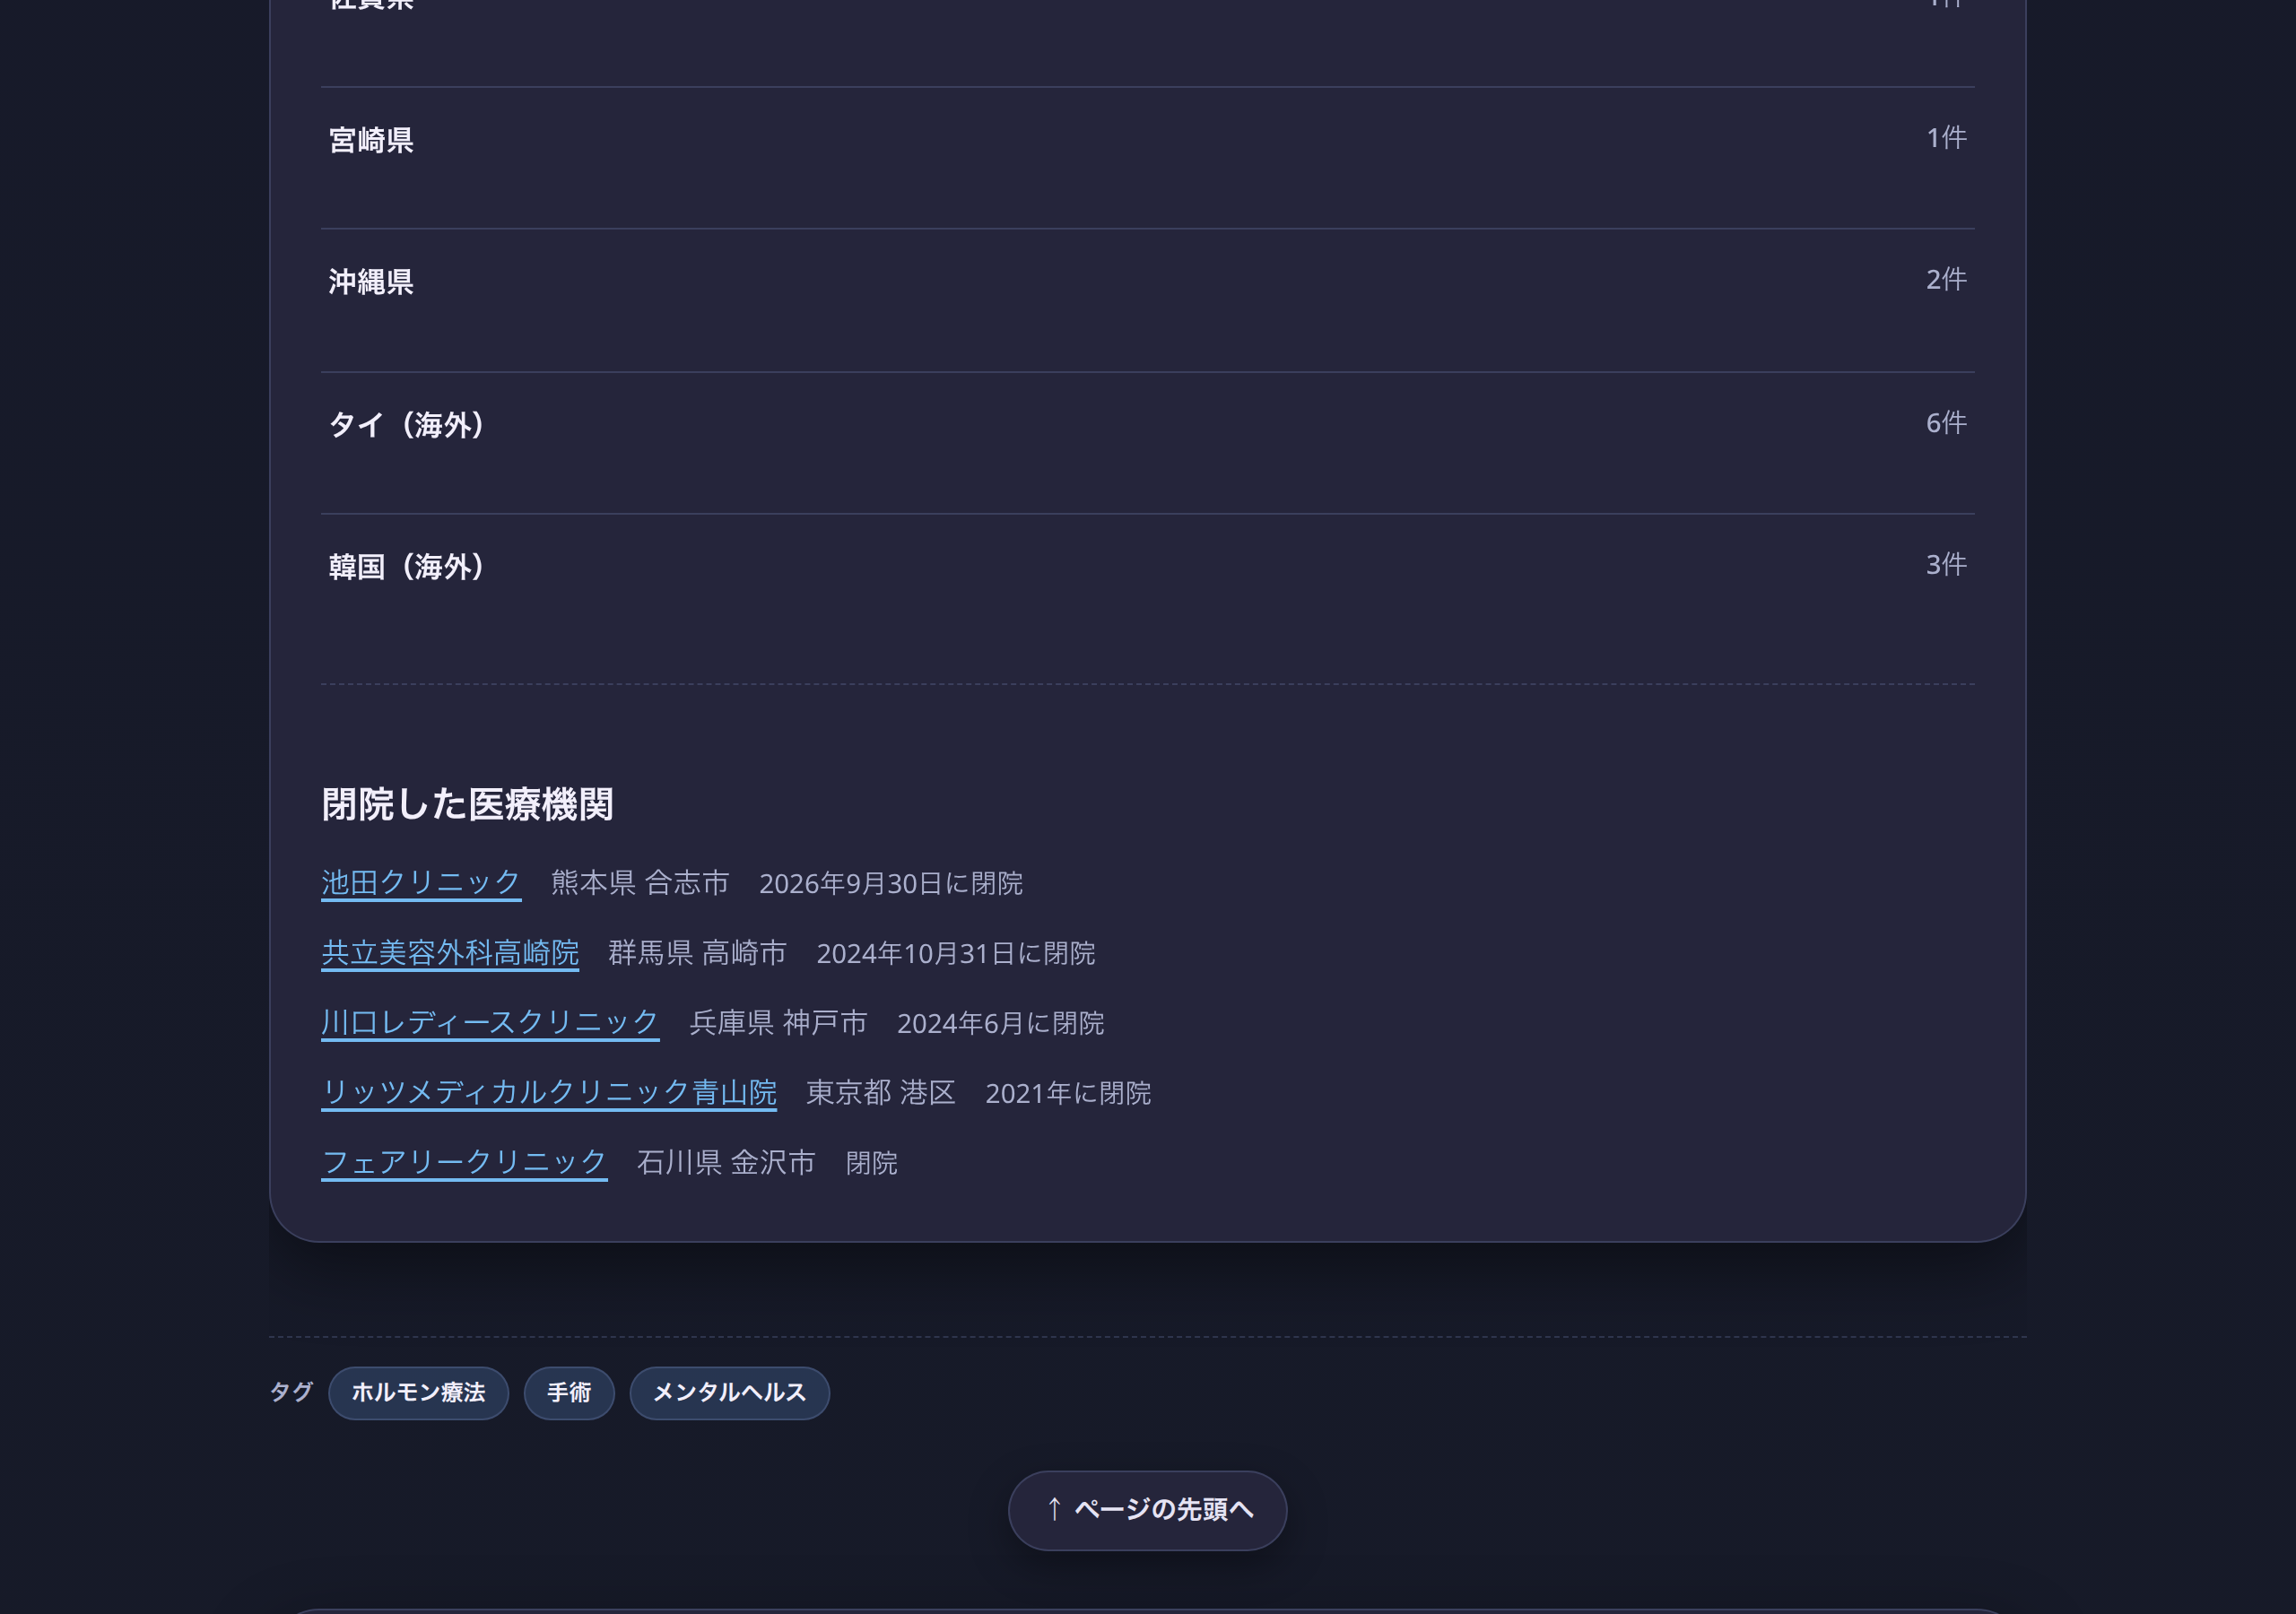 佐賀県 1件
宮崎県 1件
沖縄県 2件
タイ（海外） 6件
韓国（海外） 3件
閉院した医療機関
池田クリニック 熊本県 合志市 2026年9月30日に閉院
共立美容外科高崎院 群馬県 高崎市 2024年10月31日に閉院
川口レディースクリニック 兵庫県 神戸市 2024年6月に閉院
リッツメディカルクリニック青山院 東京都 港区 2021年に閉院
フェアリークリニック 石川県 金沢市 閉院
タグ ホルモン療法 手術 メンタルヘルス
↑ ページの先頭へ